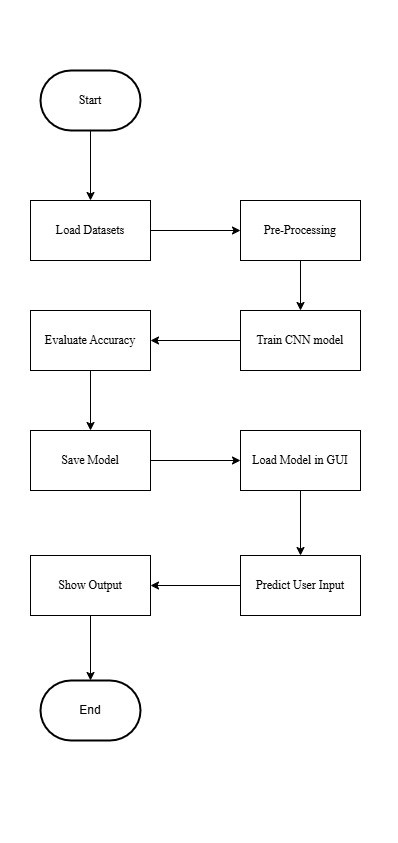 Start
Load Datasets
Pre-Processing
Train CNN model
Evaluate Accuracy
Save Model
Load Model in GUI
Predict User Input
Show Output
End